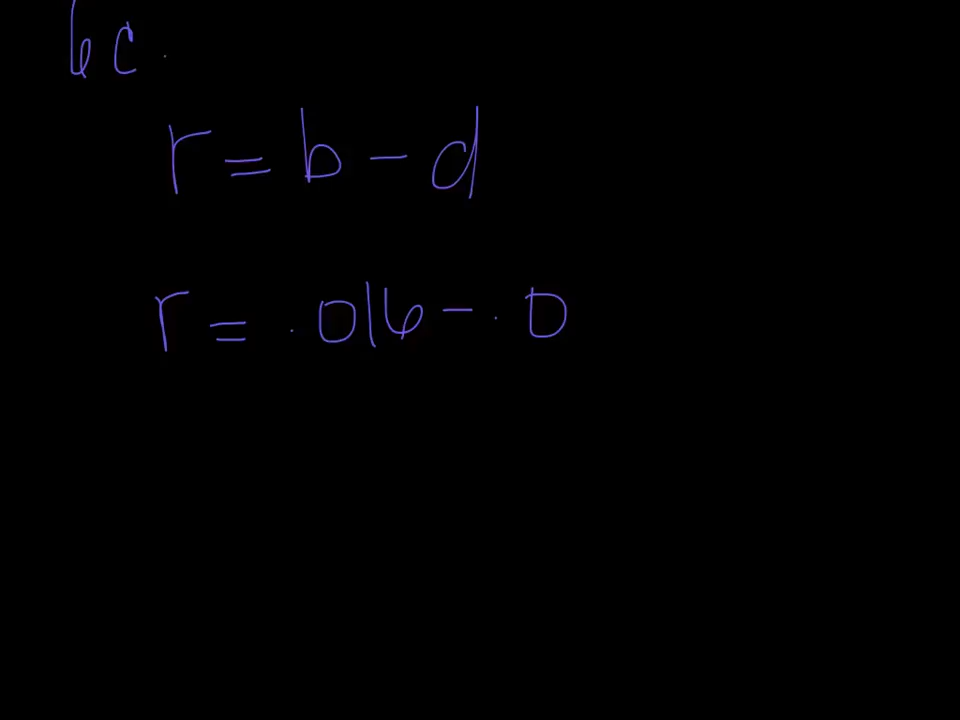 6c.
r = b - d
r = .016 - .0